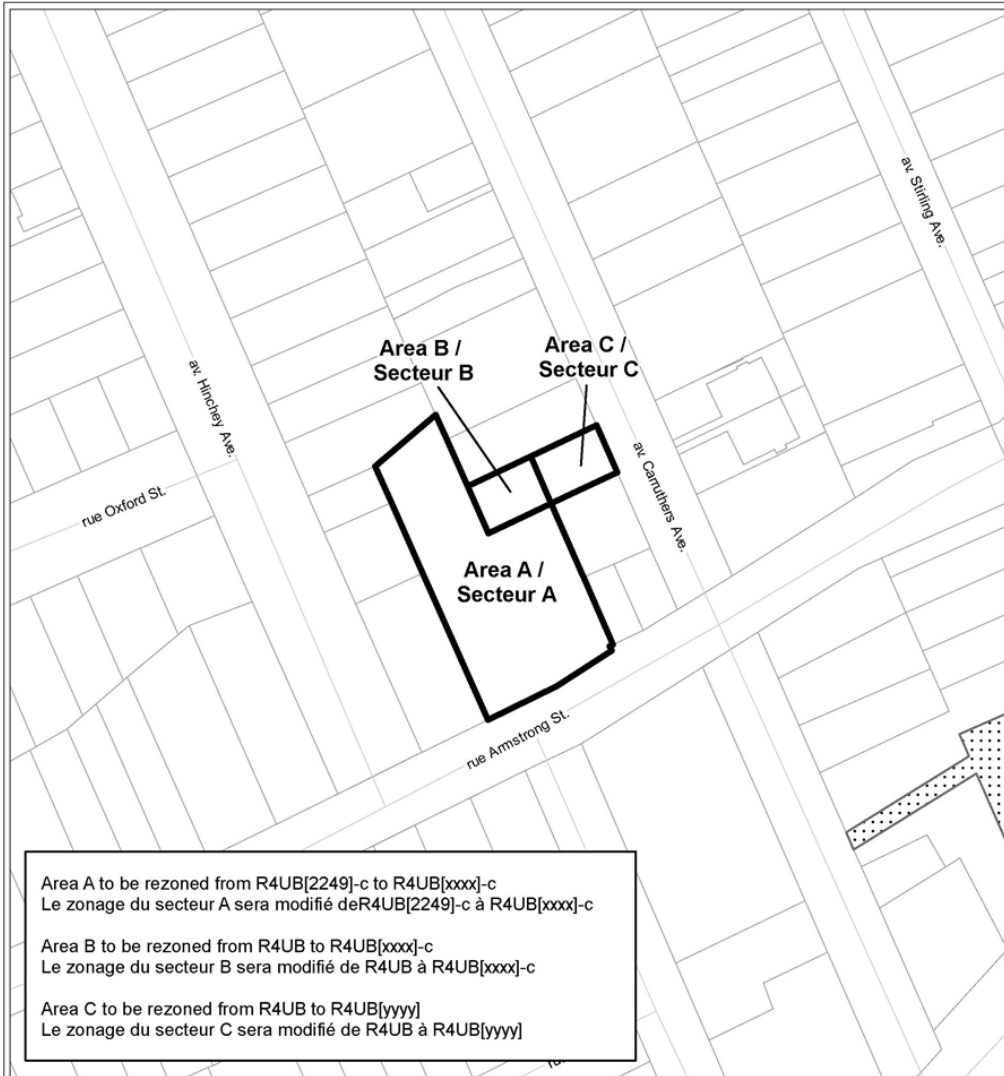 av. Stirling Ave.
Area B /
Secteur B
Area C /
Secteur C
av. Hinchey Ave.
av. Carruthers Ave.
rue Oxford St.
Area A /
Secteur A
rue Armstrong St.
Area A to be rezoned from R4UB[2249]-c to R4UB[xxxx]-c
Le zonage du secteur A sera modifié deR4UB[2249]-c à R4UB[xxxx]-c
Area B to be rezoned from R4UB to R4UB[xxxx]-c
Le zonage du secteur B sera modifié de R4UB à R4UB[xxxx]-c
Area C to be rezoned from R4UB to R4UB[yyyy]
Le zonage du secteur C sera modifié de R4UB à R4UB[yyyy]